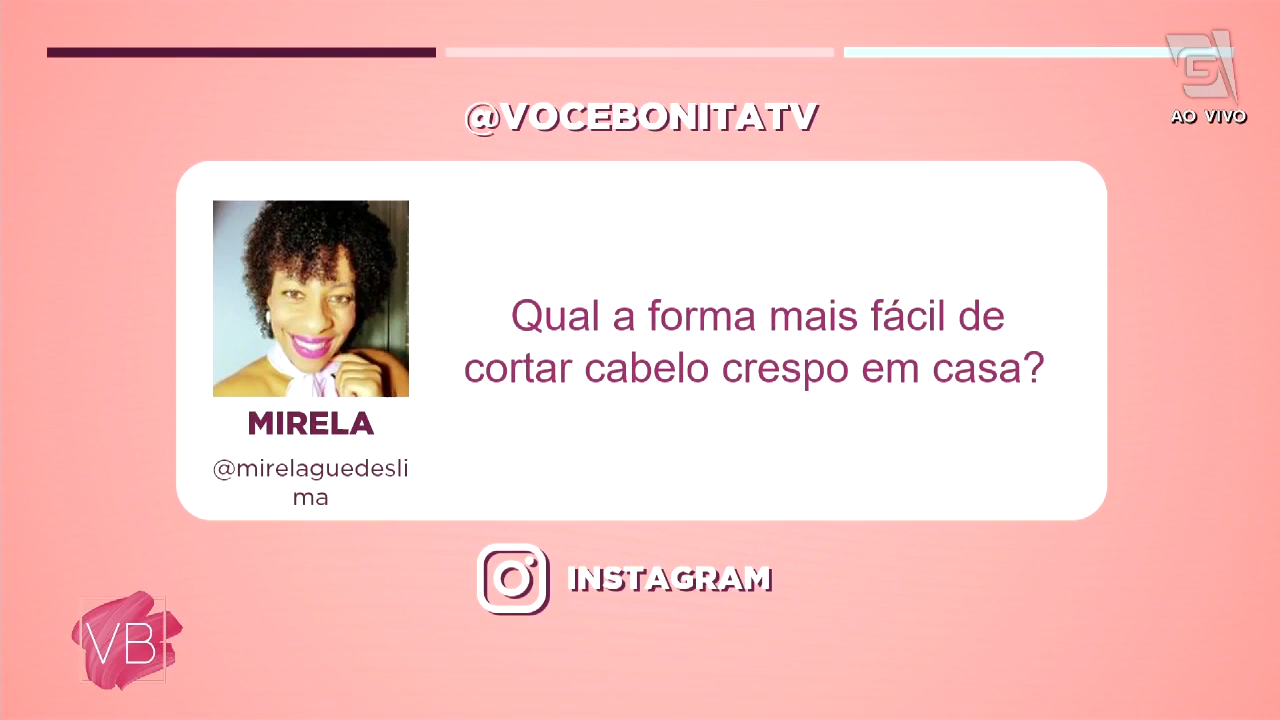 @VOCEBONITATV
AO VIVO
Qual a forma mais fácil de
cortar cabelo crespo em casa?
MIRELA
@mirelaguedesli
ma
INSTAGRAM
VB